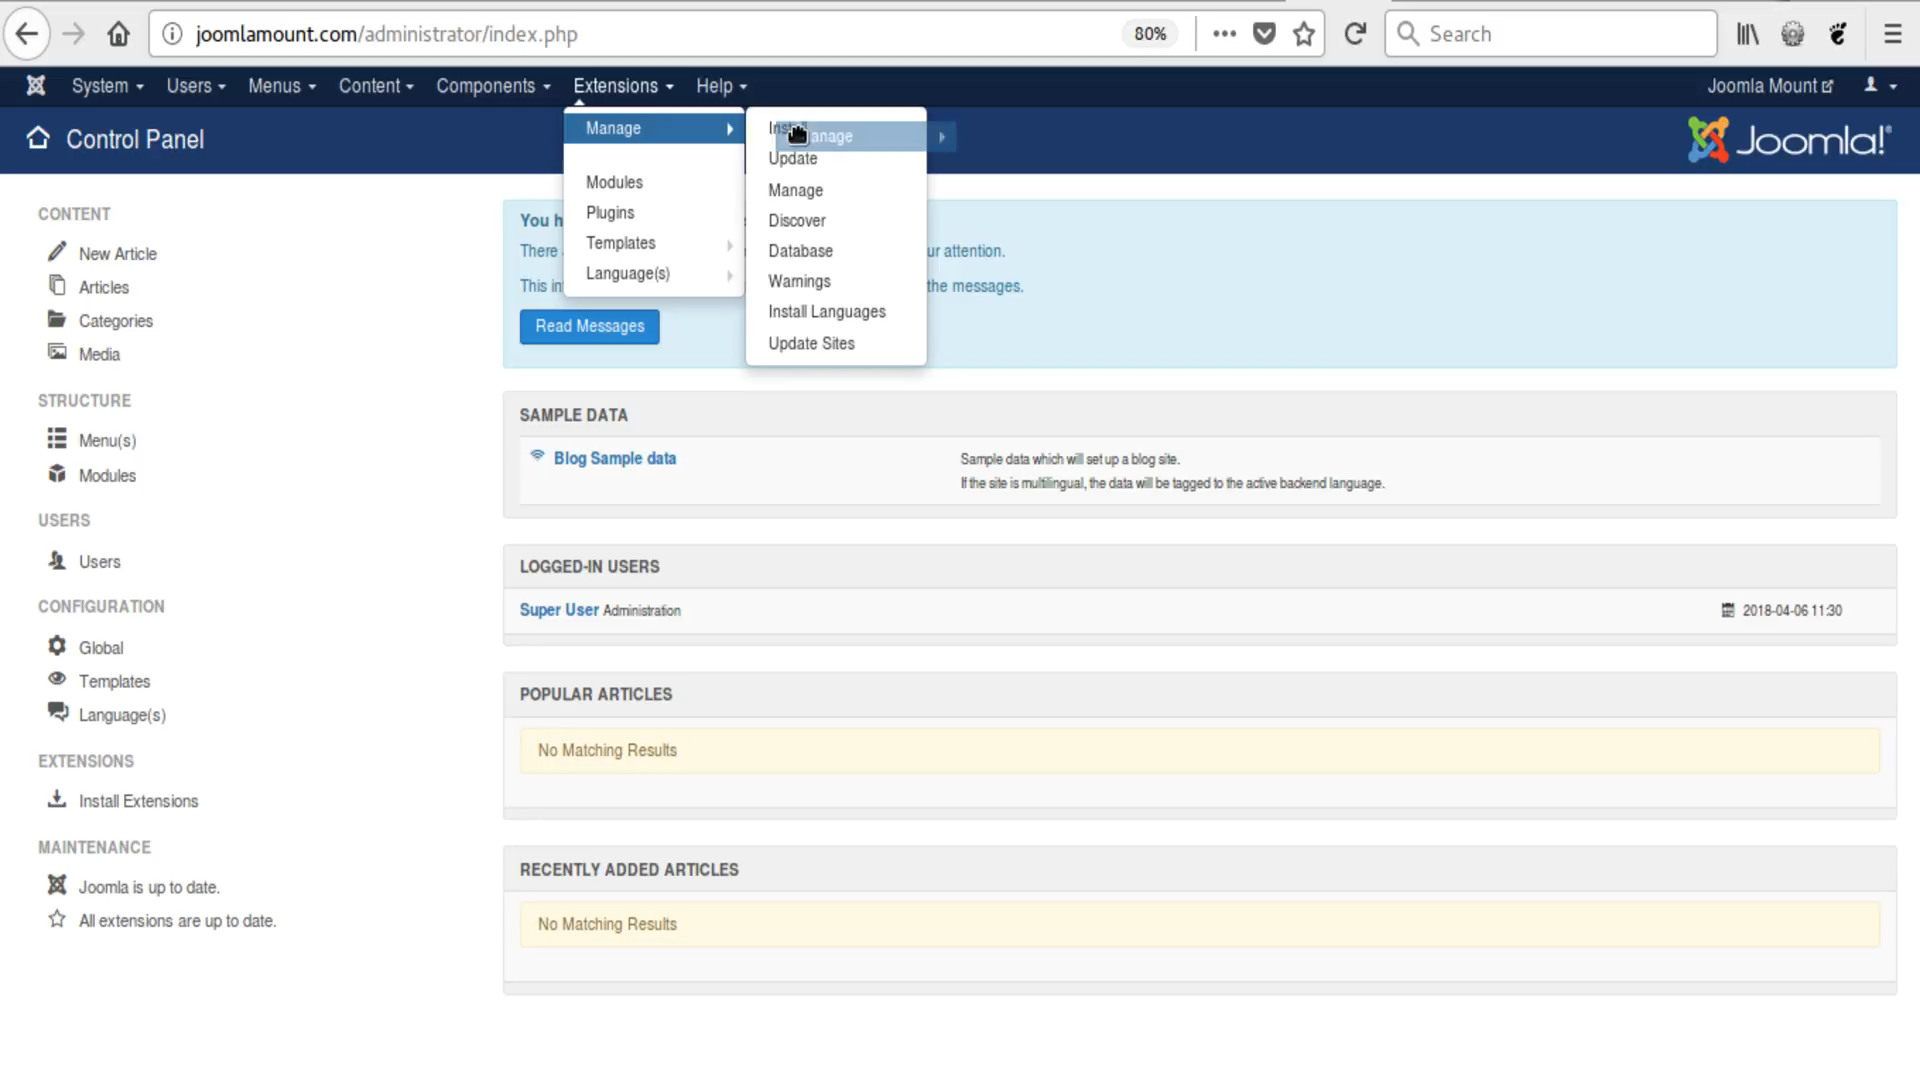 joomlamount.com/administrator/index.php
80%
Search
System Users Menus Content Components Extensions Help
Joomla Mount
Control Panel
Joomla!®
Manage
Modules
Plugins
Templates
Language(s)
Manage
Update
Manage
Discover
Database
Warnings
Install Languages
Update Sites
CONTENT
New Article
Articles
Categories
Media
STRUCTURE
Menu(s)
Modules
USERS
Users
CONFIGURATION
Global
Templates
Language(s)
EXTENSIONS
Install Extensions
MAINTENANCE
Joomla is up to date.
All extensions are up to date.
You
There attention.
This the messages.
Read Messages
SAMPLE DATA
Blog Sample data
Sample data which will set up a blog site.
If the site is multilingual, the data will be tagged to the active backend language.
LOGGED-IN USERS
Super User Administration
2018-04-06 11:30
POPULAR ARTICLES
No Matching Results
RECENTLY ADDED ARTICLES
No Matching Results